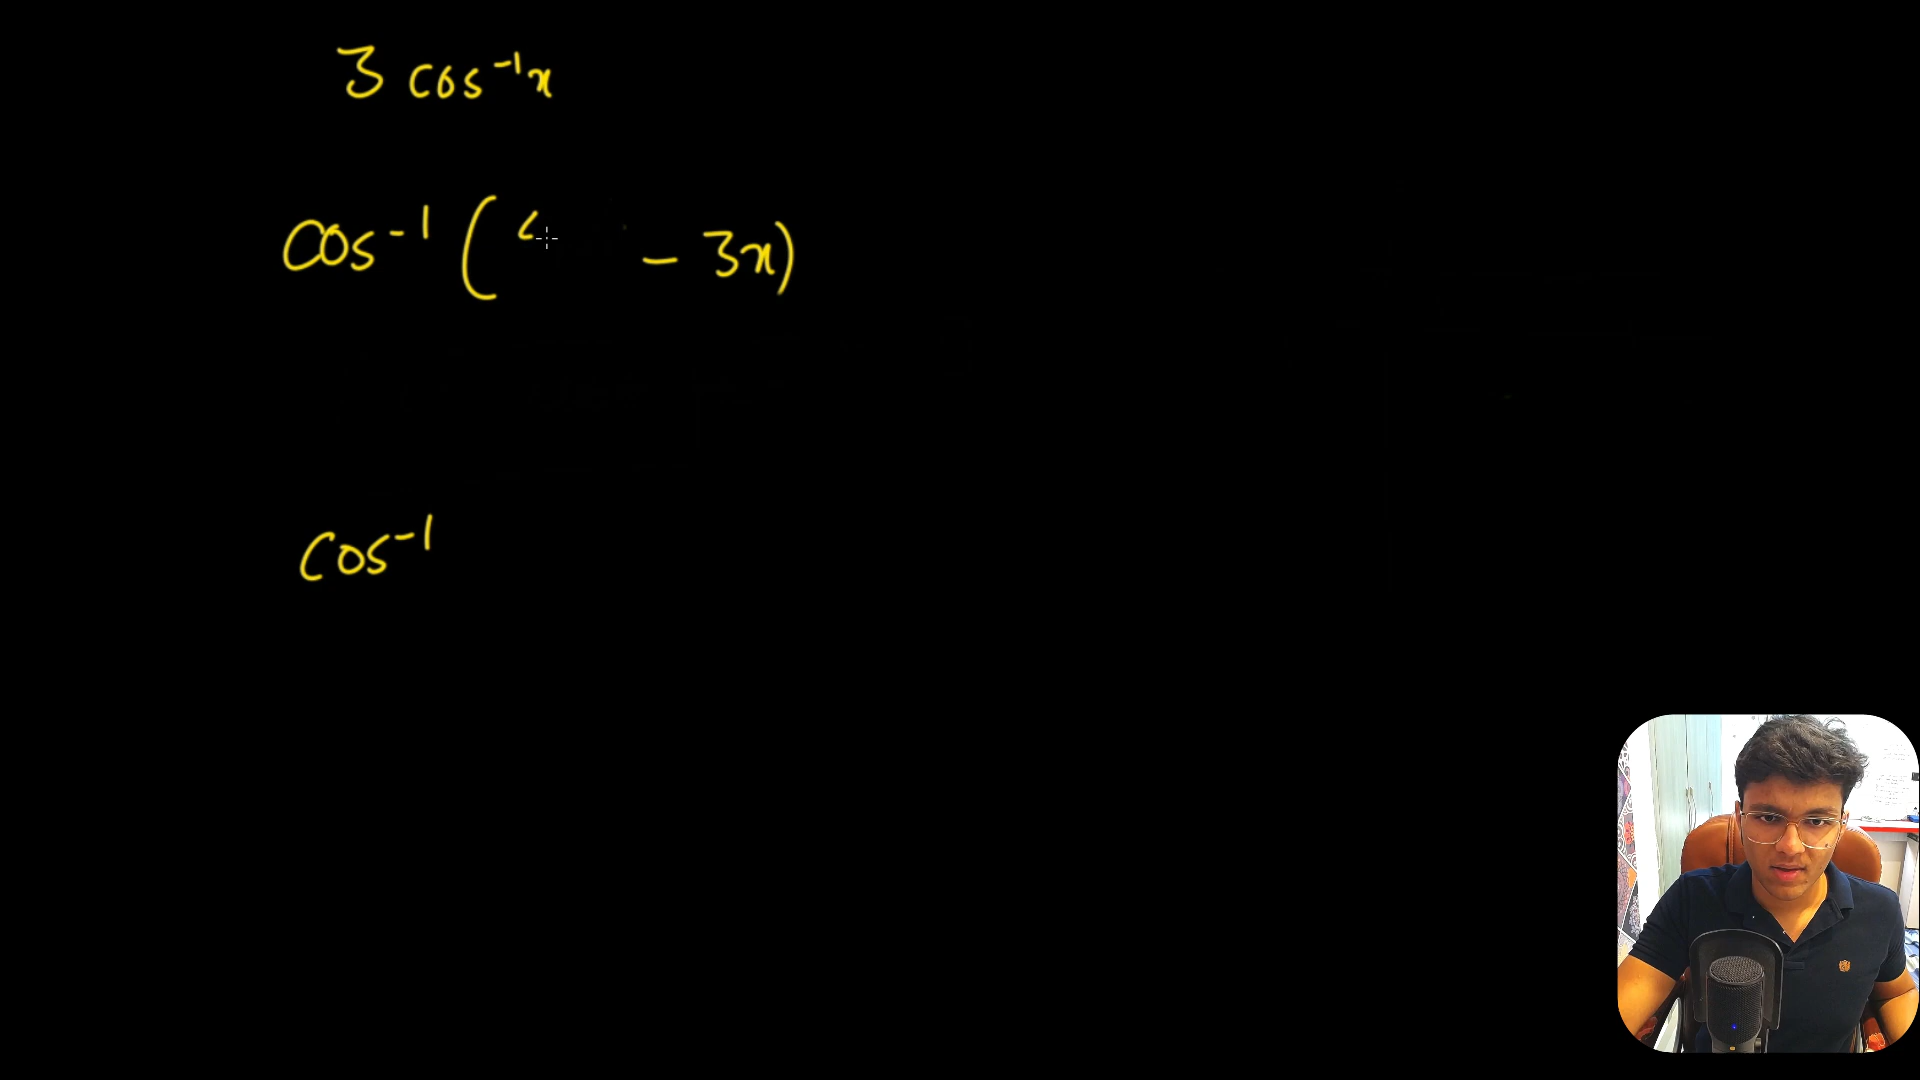 3 cos⁻¹x
cos⁻¹ ( - 3x)
cos⁻¹